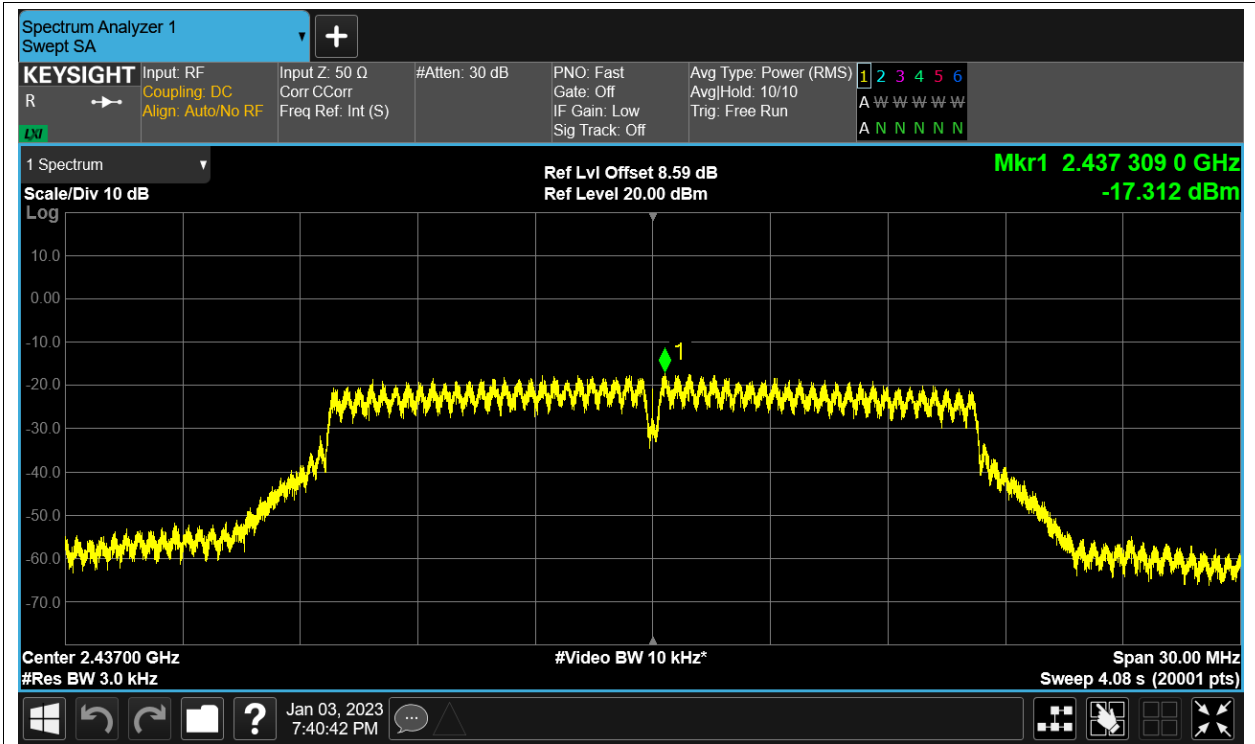 Spectrum Analyzer 1
Swept SA
KEYSIGHT
R
LXI
Input: RF
Coupling: DC
Align: Auto/No RF
Input Z: 50 Ω
Corr CCorr
Freq Ref: Int (S)
#Atten: 30 dB
PNO: Fast
Gate: Off
IF Gain: Low
Sig Track: Off
Avg Type: Power (RMS)
Avg|Hold: 10/10
Trig: Free Run
1 2 3 4 5 6
A W W W W W
A N N N N N
1 Spectrum
Scale/Div 10 dB
Log
Ref Lvl Offset 8.59 dB
Ref Level 20.00 dBm
Mkr1 2.437 309 0 GHz
-17.312 dBm
10.0
0.00
-10.0
1
-20.0
-30.0
-40.0
-50.0
-60.0
-70.0
Center 2.43700 GHz
#Res BW 3.0 kHz
#Video BW 10 kHz*
Span 30.00 MHz
Sweep 4.08 s (20001 pts)
?
Jan 03, 2023
7:40:42 PM